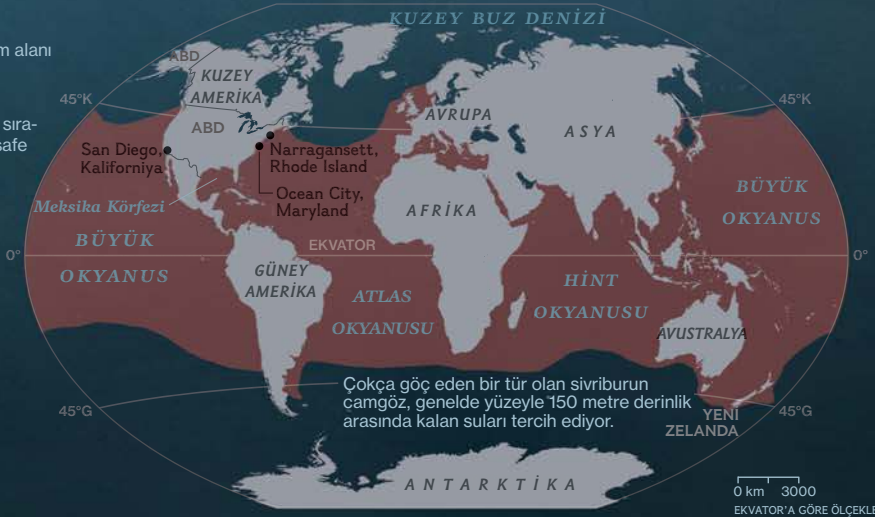 KUZEY BUZ DENİZİ
m alanı
ABD
KUZEY
AMERİKA
45°K
45°K
sıra-
safe
ABD
AVRUPA
ASYA
San Diego,
Kaliforniya
Narragansett,
Rhode Island
Ocean City,
Maryland
Meksika Körfezi
AFRİKA
BÜYÜK
OKYANUS
BÜYÜK
OKYANUS
0°
EKVATOR
0°
GÜNEY
AMERİKA
ATLAS
OKYANUSU
HİNT
OKYANUSU
AVUSTRALYA
Çokça göç eden bir tür olan sivriburun
camgöz, genelde yüzeyle 150 metre derinlik
arasında kalan suları tercih ediyor.
45°G
45°G
YENİ
ZELANDA
ANTARKTİKA
0 km 3000
EKVATOR'A GÖRE ÖLÇEKLE